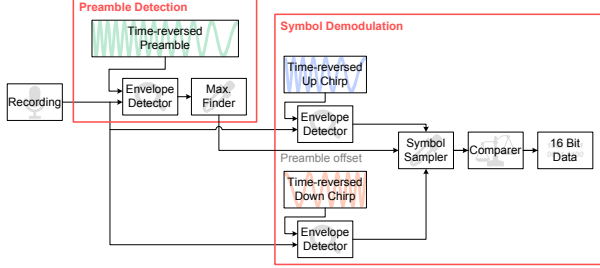 Preamble Detection
Time-reversed
Preamble
Recording
Envelope
Detector
Max.
Finder
Symbol Demodulation
Time-reversed
Up Chirp
Envelope
Detector
Preamble offset
Time-reversed
Down Chirp
Envelope
Detector
Symbol
Sampler
Comparer
16 Bit
Data